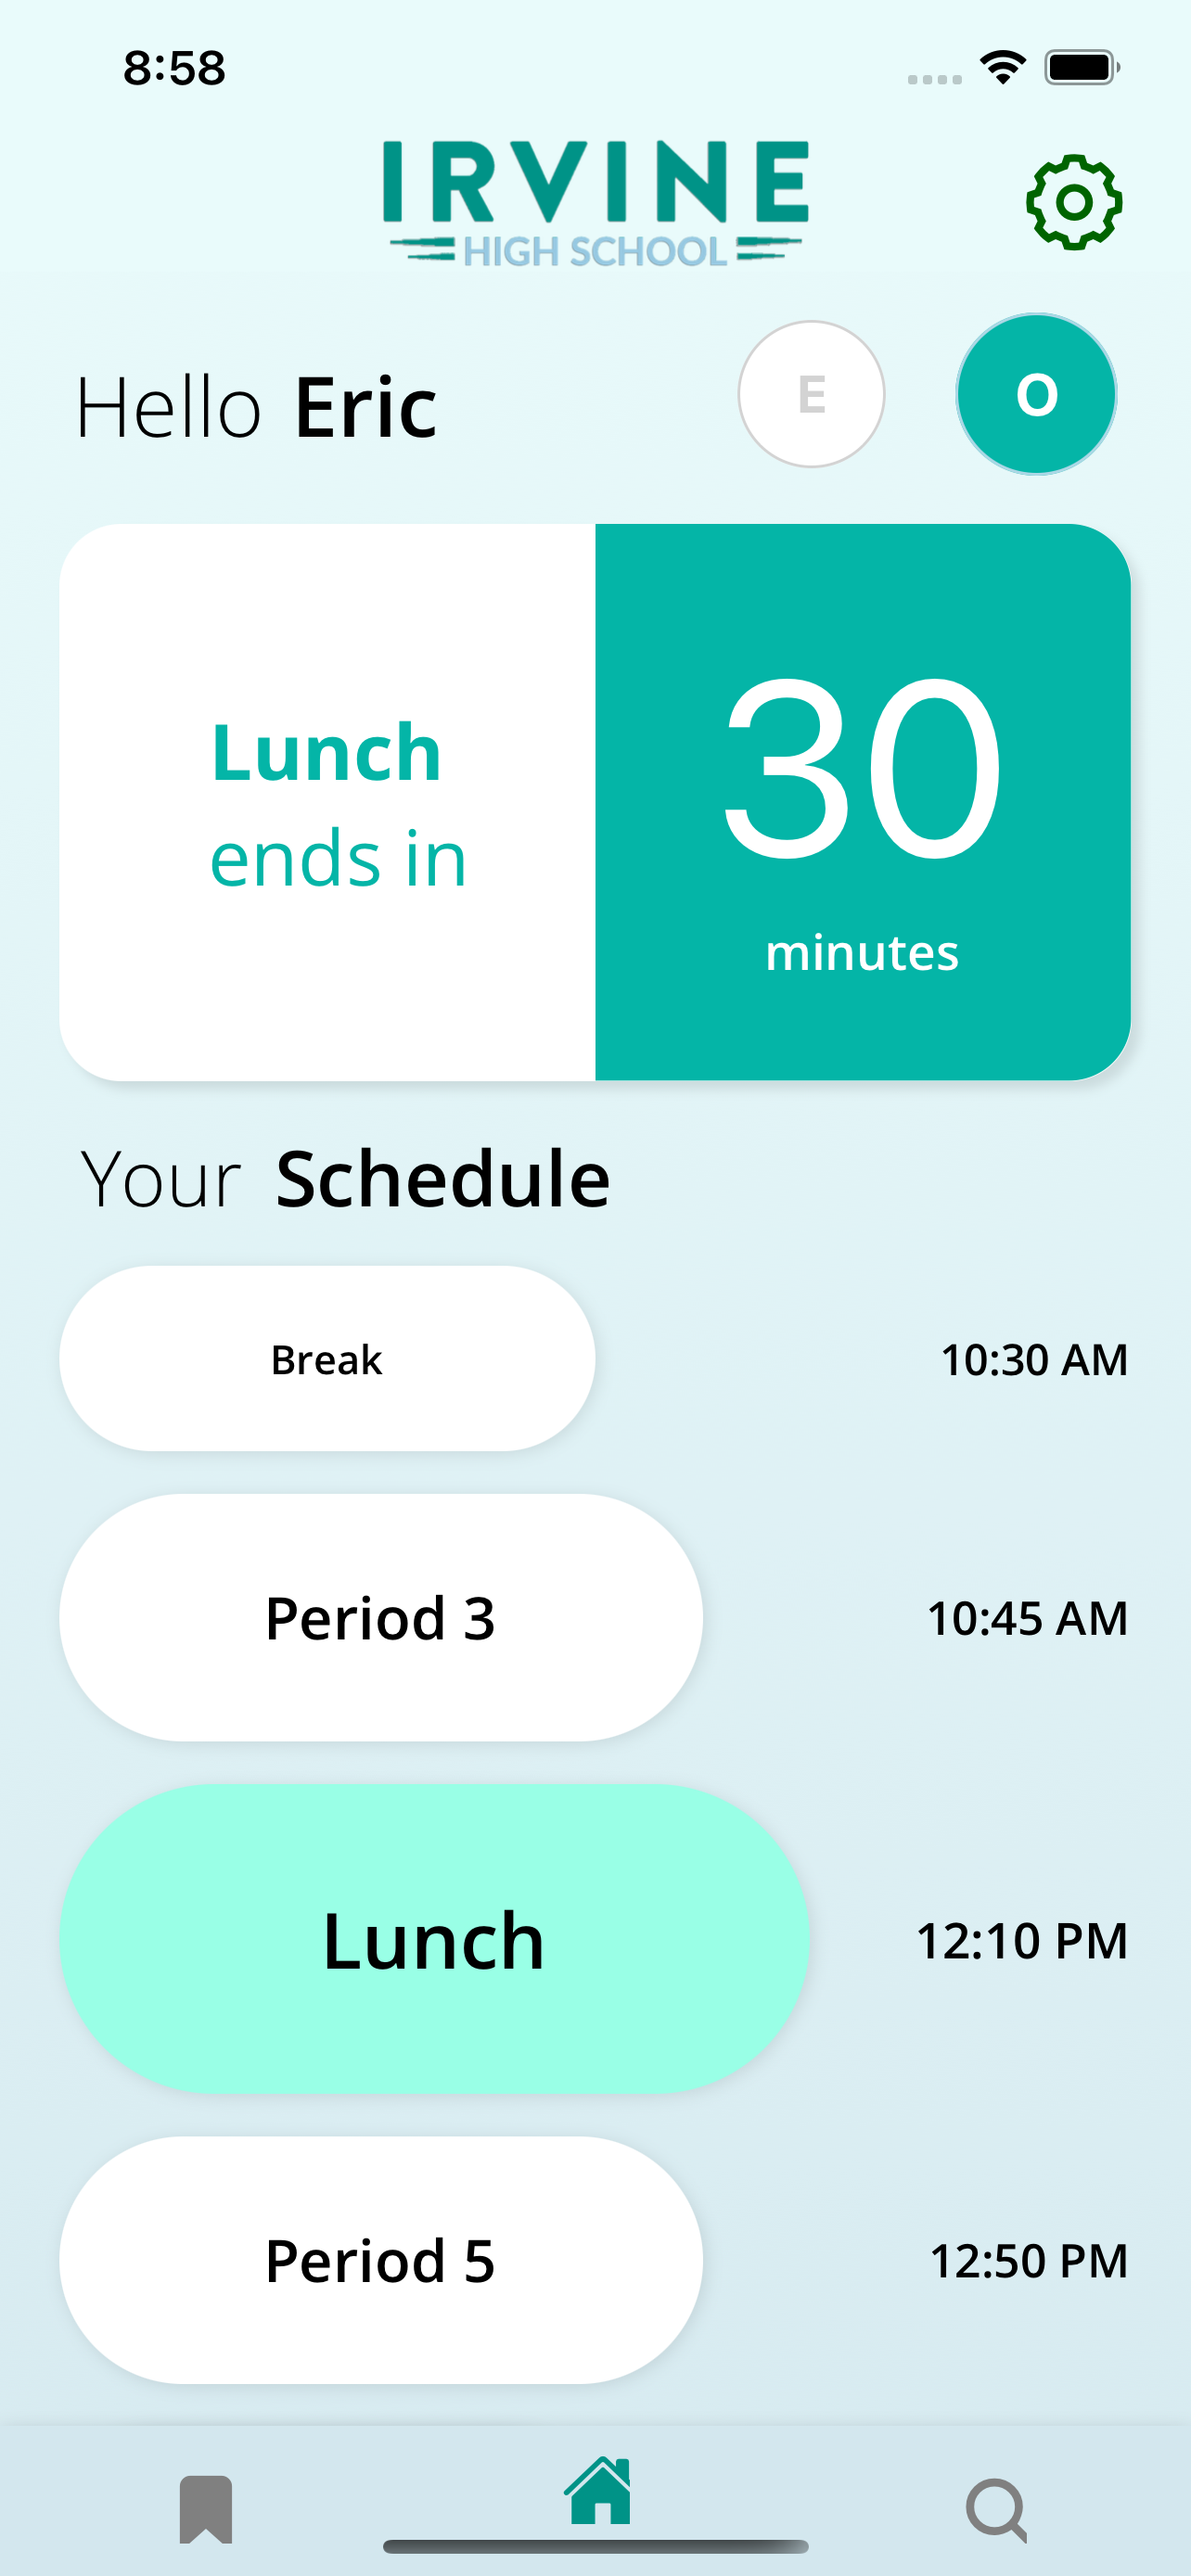 8:58
IRVINE
HIGH SCHOOL
Hello Eric
E
O
Lunch
ends in
30
minutes
Your Schedule
Break
10:30 AM
Period 3
10:45 AM
Lunch
12:10 PM
Period 5
12:50 PM